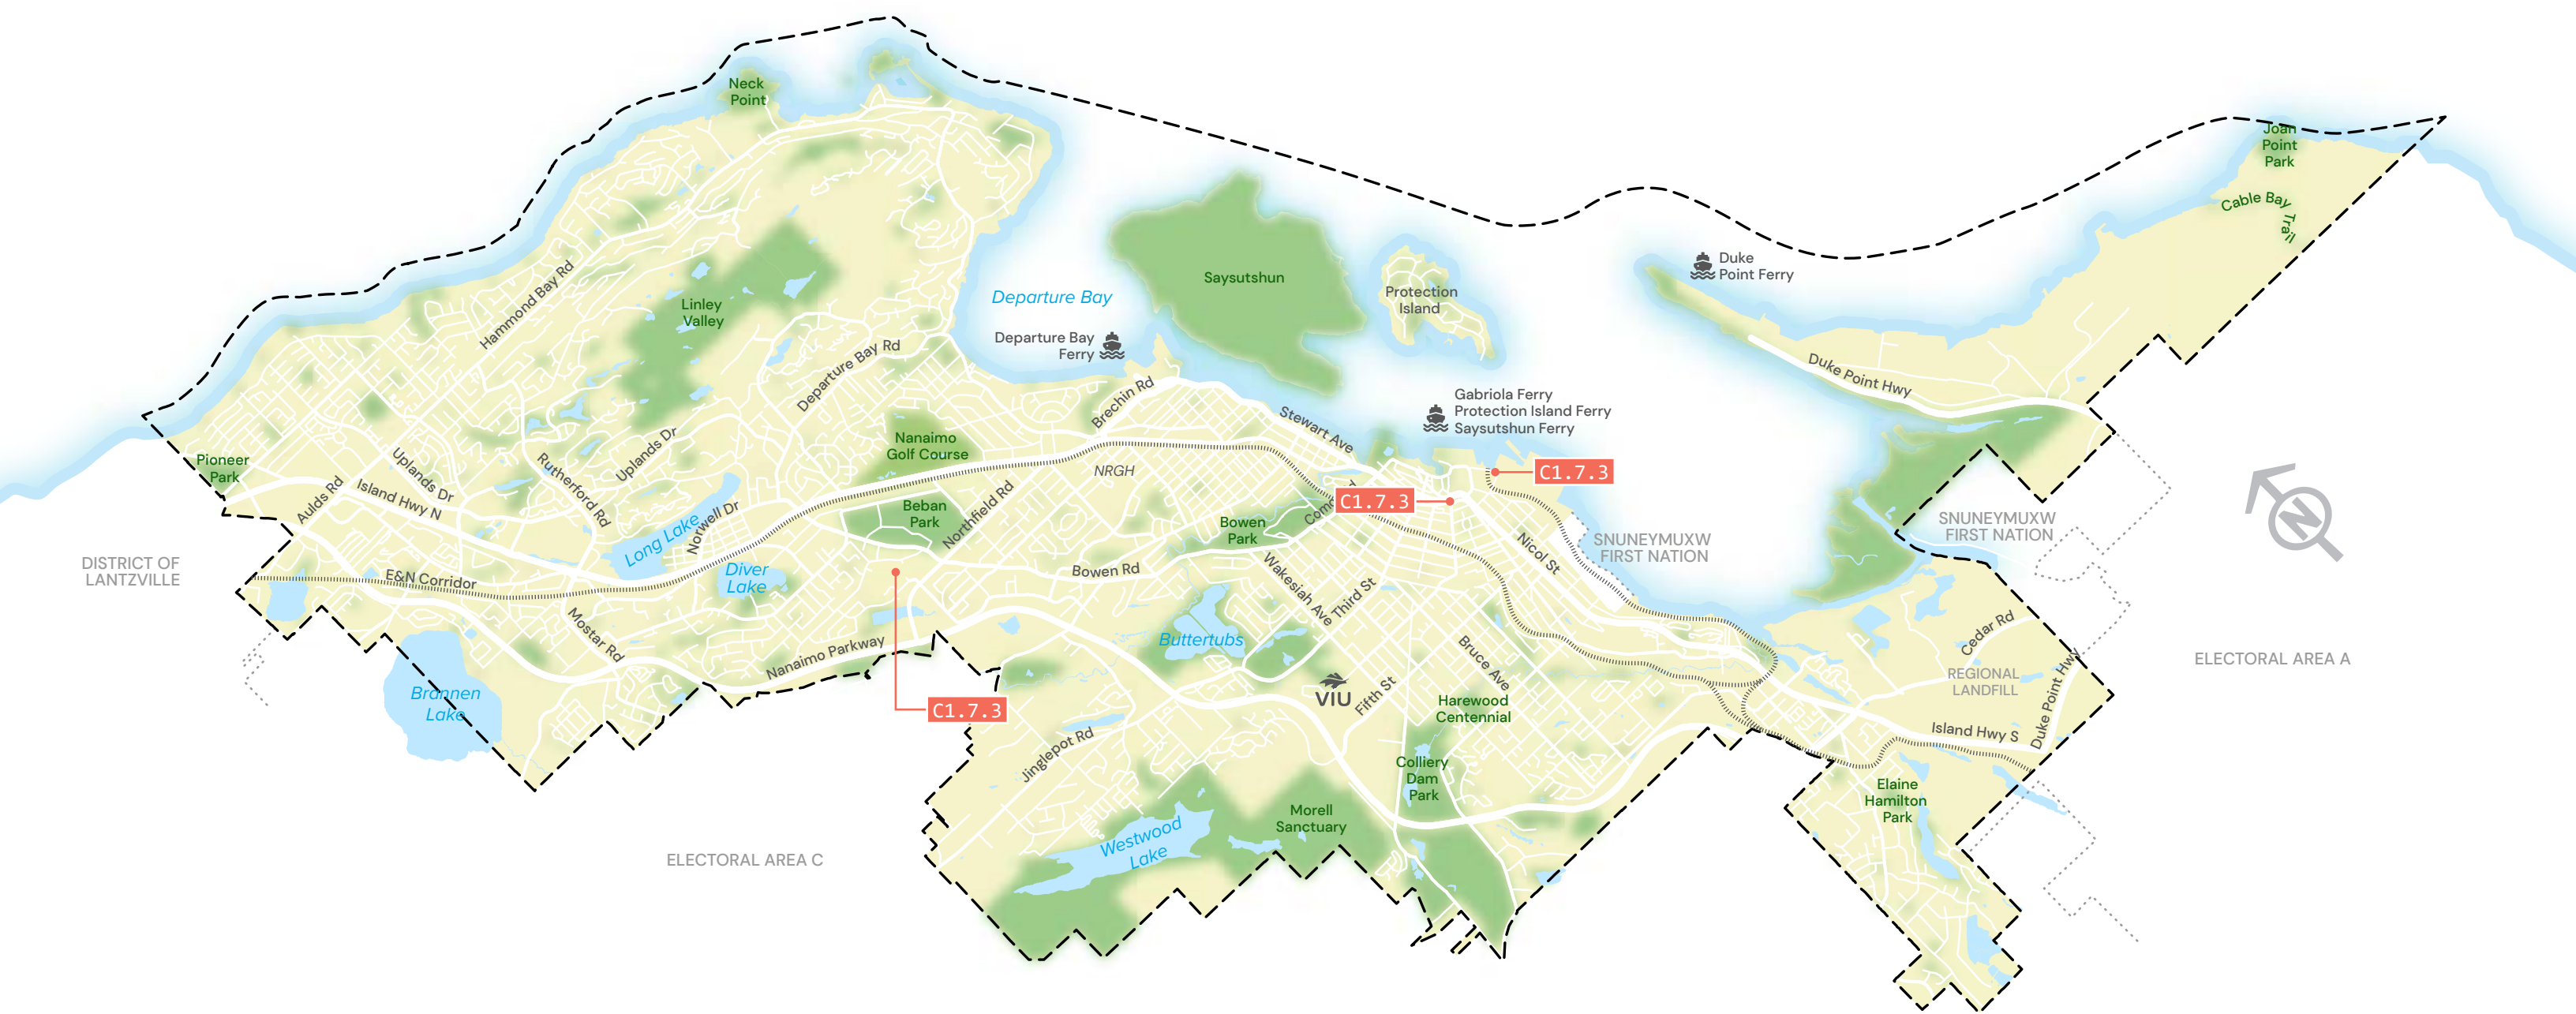 Neck
Point
Joan
Point
Park
Cable Bay
Trail
Duke
Point Ferry
Saysutshun
Hammond Bay Rd
Linley
Valley
Departure Bay
Protection
Island
Departure Bay
Ferry
Departure Bay Rd
Duke Point Hwy
Brechin Rd
Gabriola Ferry
Protection Island Ferry
Saysutshun Ferry
Stewart Ave
Nanaimo
Golf Course
Uplands Dr
Pioneer
Park
Uplands Dr
Rutherford Rd
NRGH
C1.7.3
Aulds Rd
Island Hwy N
C1.7.3
Beban
Park
Northfield Rd
Norwell Dr
Long Lake
Bowen
Park
Nicol St
SNUNEYMUXW
FIRST NATION
SNUNEYMUXW
FIRST NATION
DISTRICT OF
LANTZVILLE
E&N Corridor
Diver
Lake
Bowen Rd
Wakesiah Ave
Third St
Mostar Rd
Buttertubs
Nanaimo Parkway
Bruce Ave
Cedar Rd
ELECTORAL AREA A
REGIONAL
LANDFILL
Brannen
Lake
VIU
Fifth St
Harewood
Centennial
C1.7.3
Duke Point Hwy
Island Hwy S
Jinglepot Rd
Colliery
Dam
Park
Elaine
Hamilton
Park
Morell
Sanctuary
Westwood
Lake
ELECTORAL AREA C
N